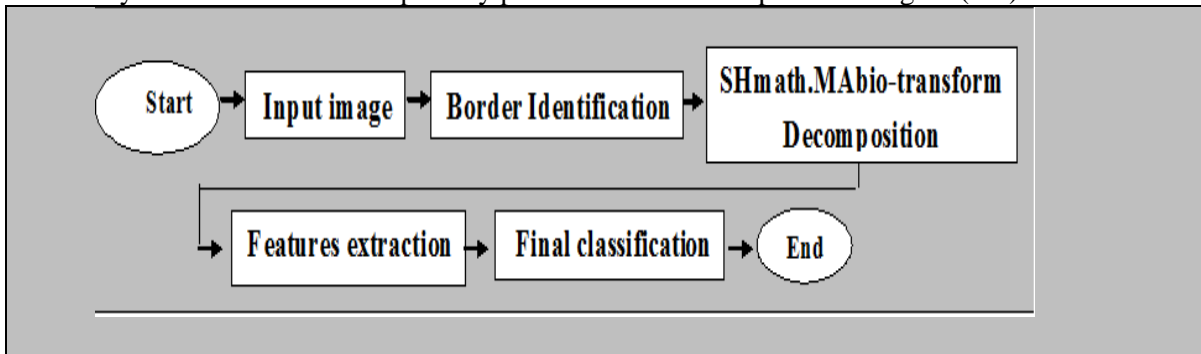 Start
Input image
Border Identification
SHmath.MAbio-transform
Decomposition
Features extraction
Final classification
End